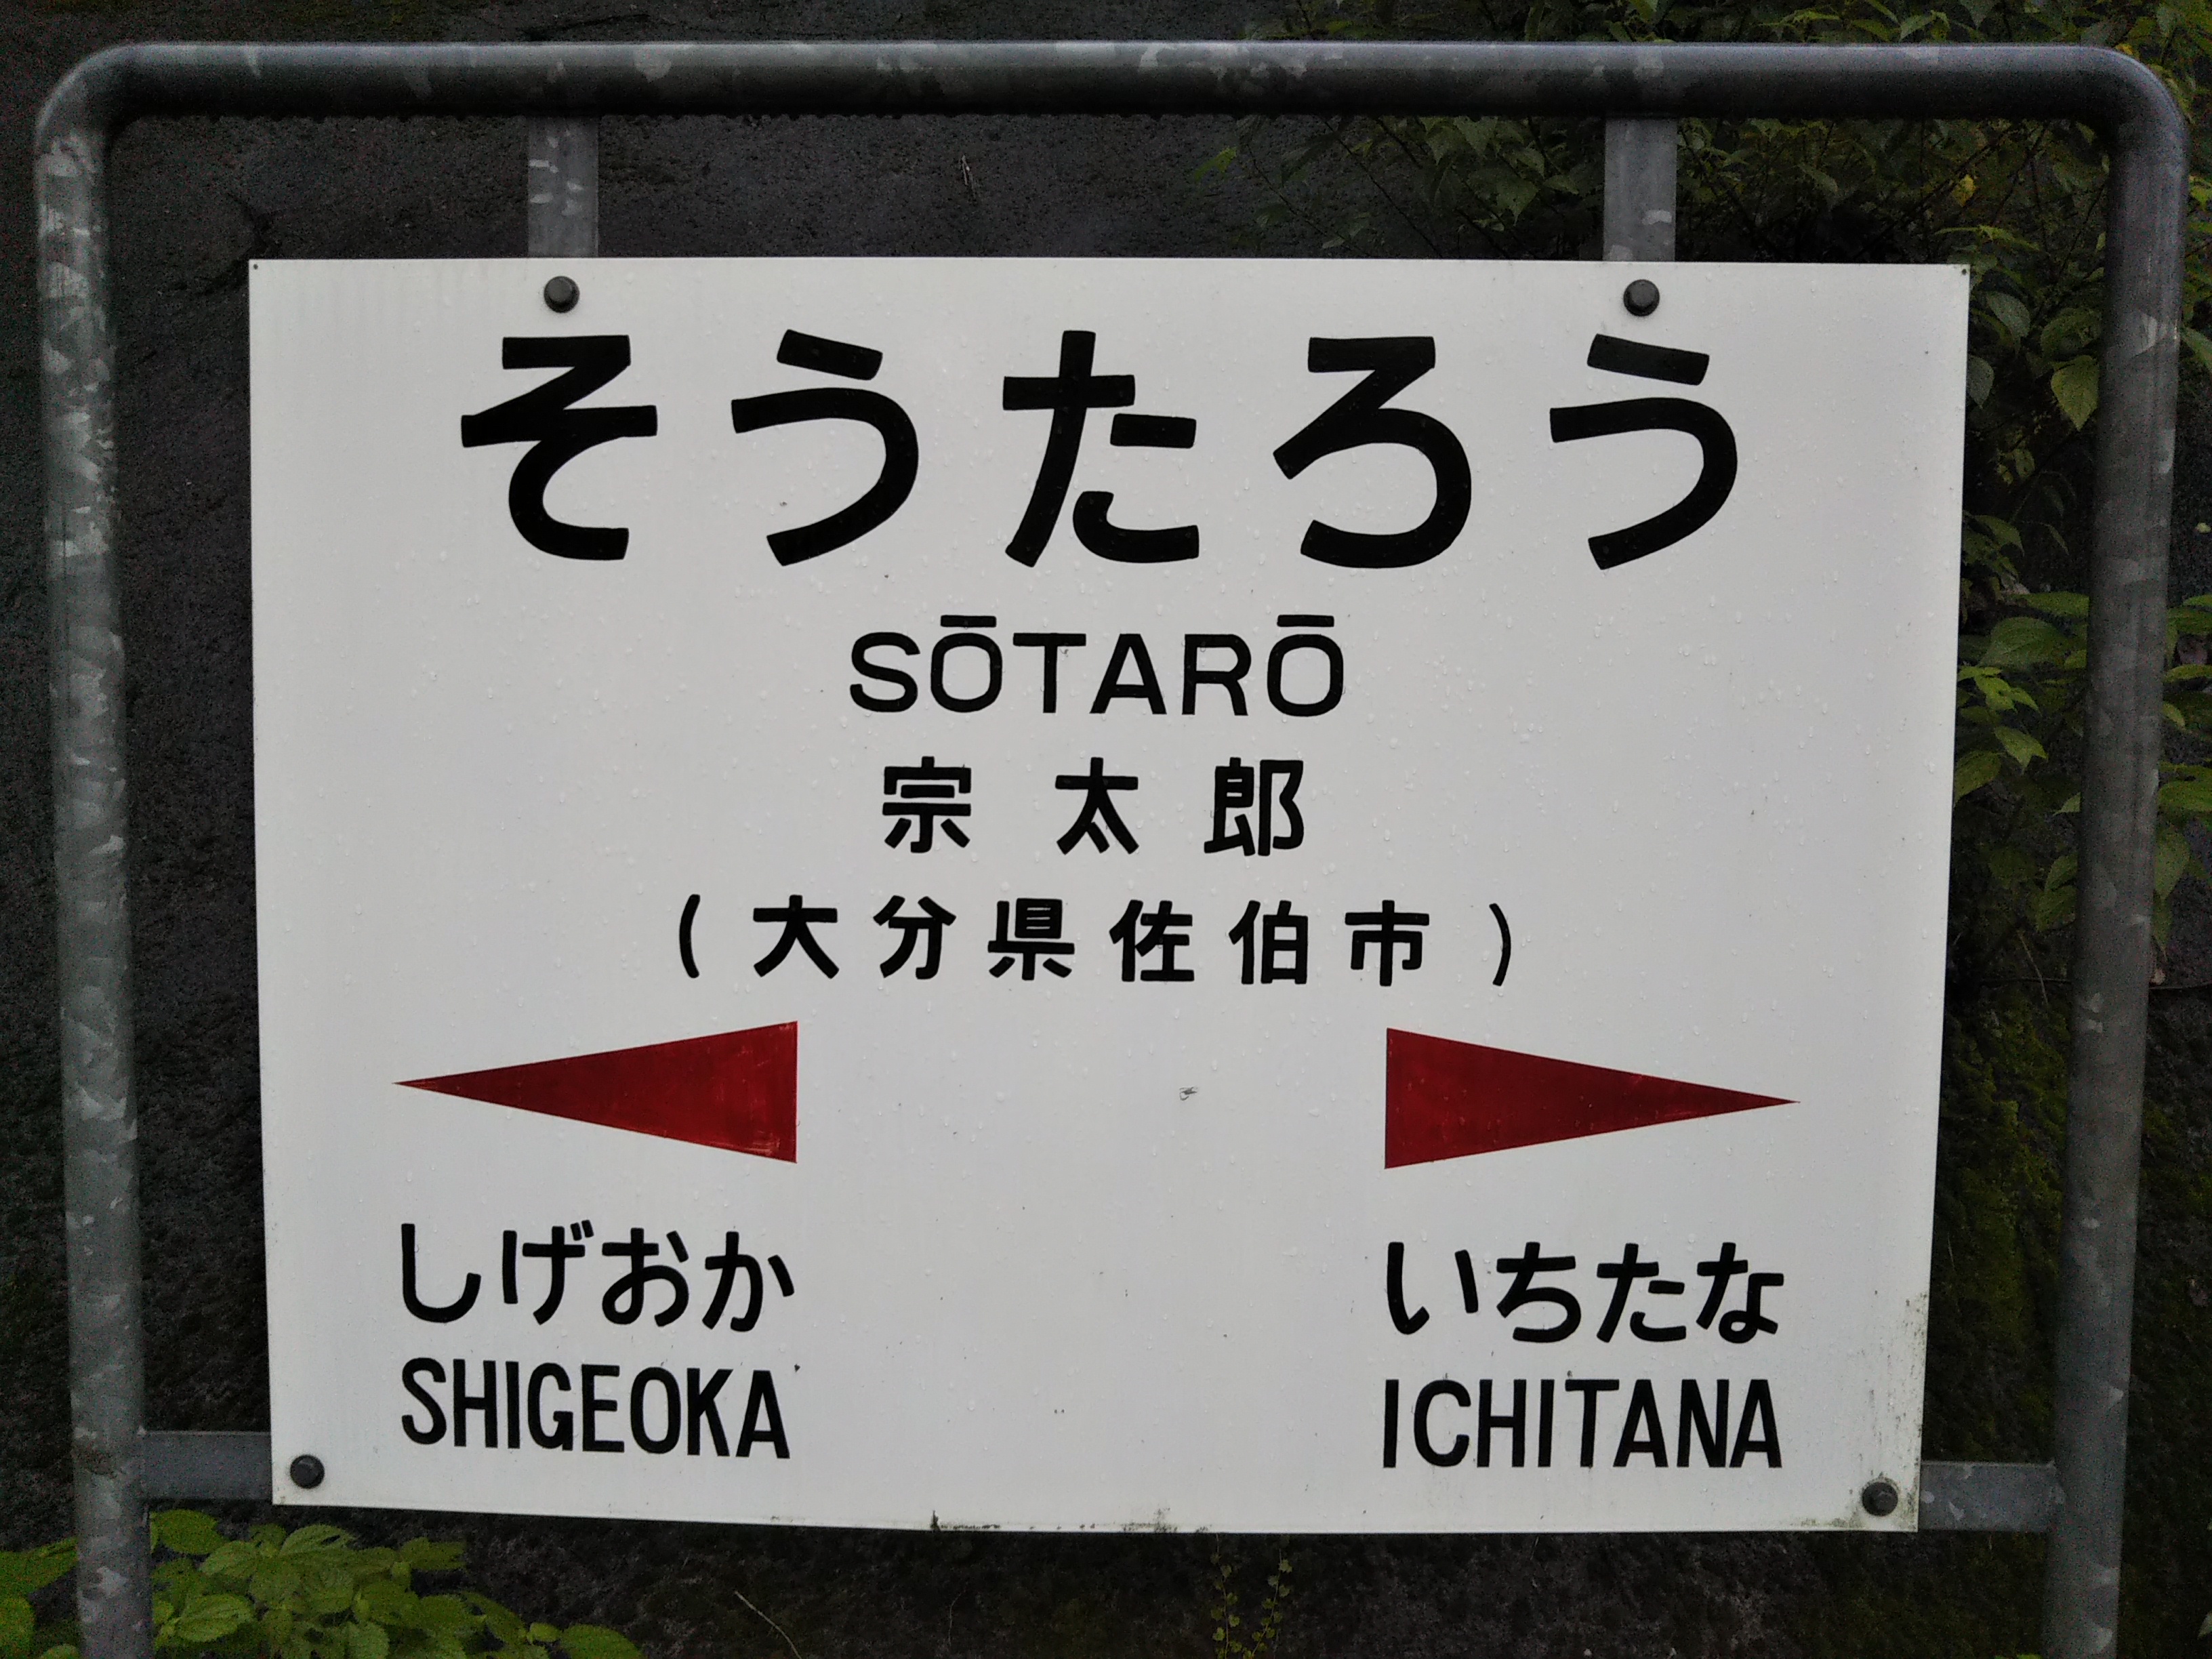 そうたろう
SŌTARŌ
宗太郎
(大分県佐伯市)
しげおか
SHIGEOKA
いちたな
ICHITANA